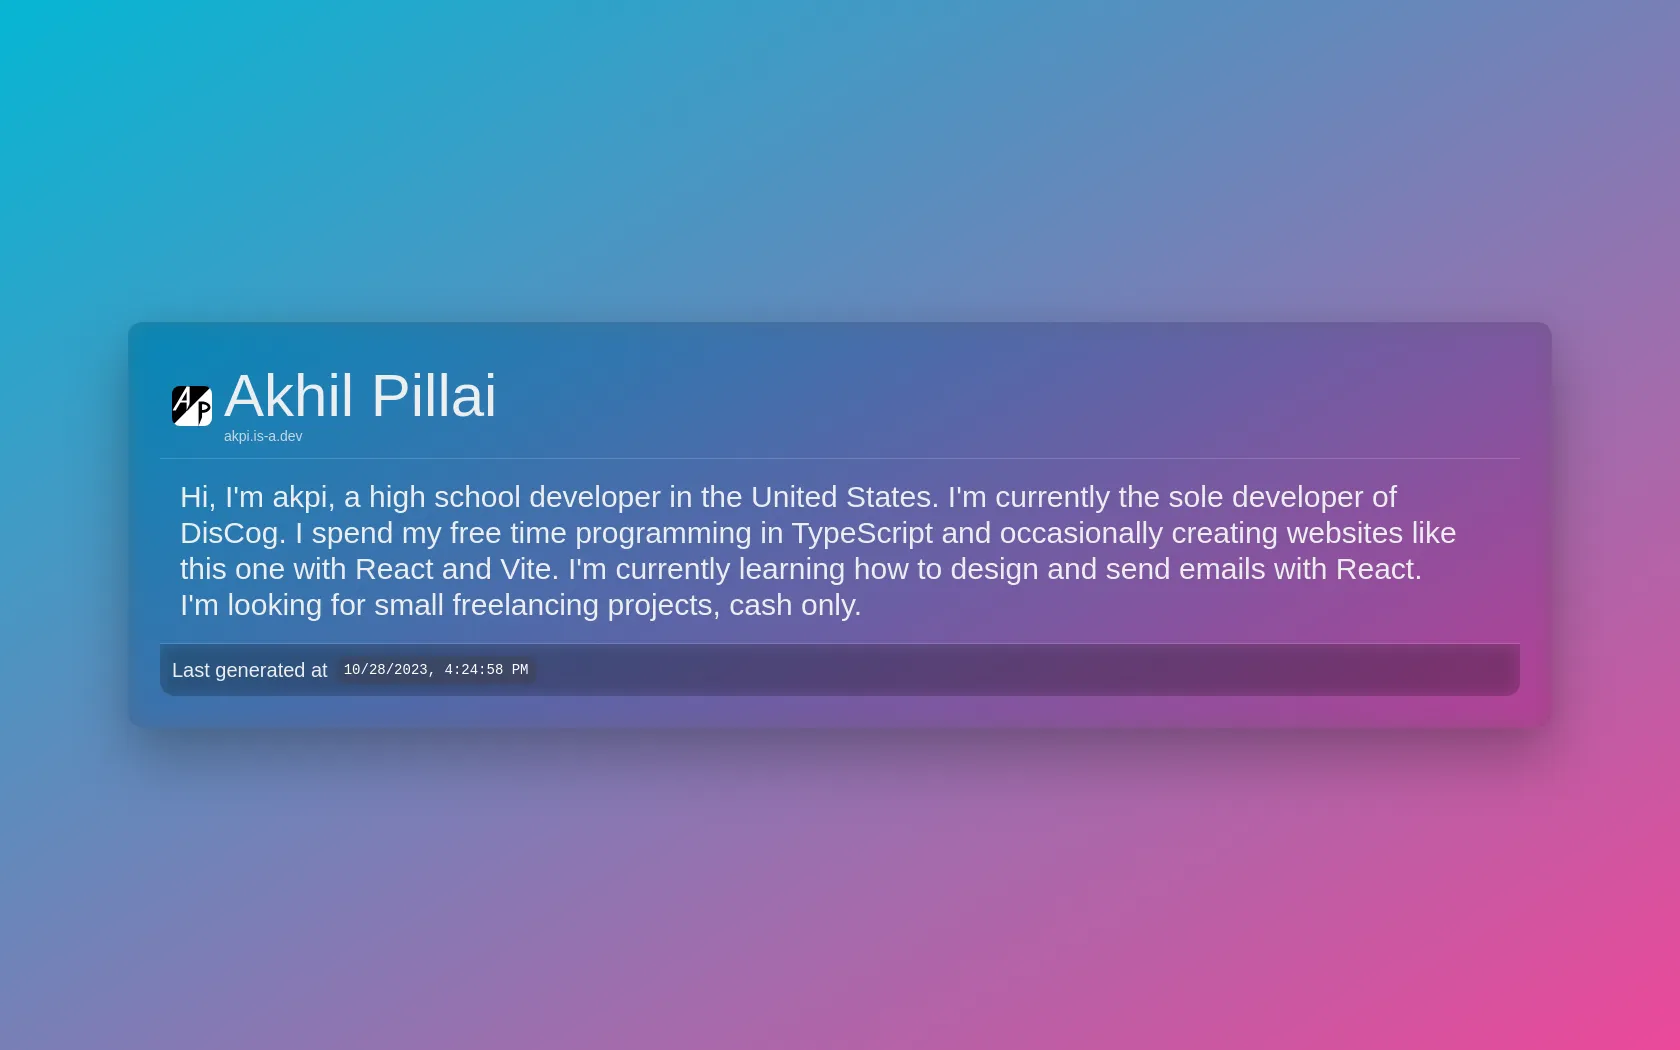 AP
Akhil Pillai
akpi.is-a.dev
Hi, I'm akpi, a high school developer in the United States. I'm currently the sole developer of
DisCog. I spend my free time programming in TypeScript and occasionally creating websites like
this one with React and Vite. I'm currently learning how to design and send emails with React.
I'm looking for small freelancing projects, cash only.
Last generated at 10/28/2023, 4:24:58 PM